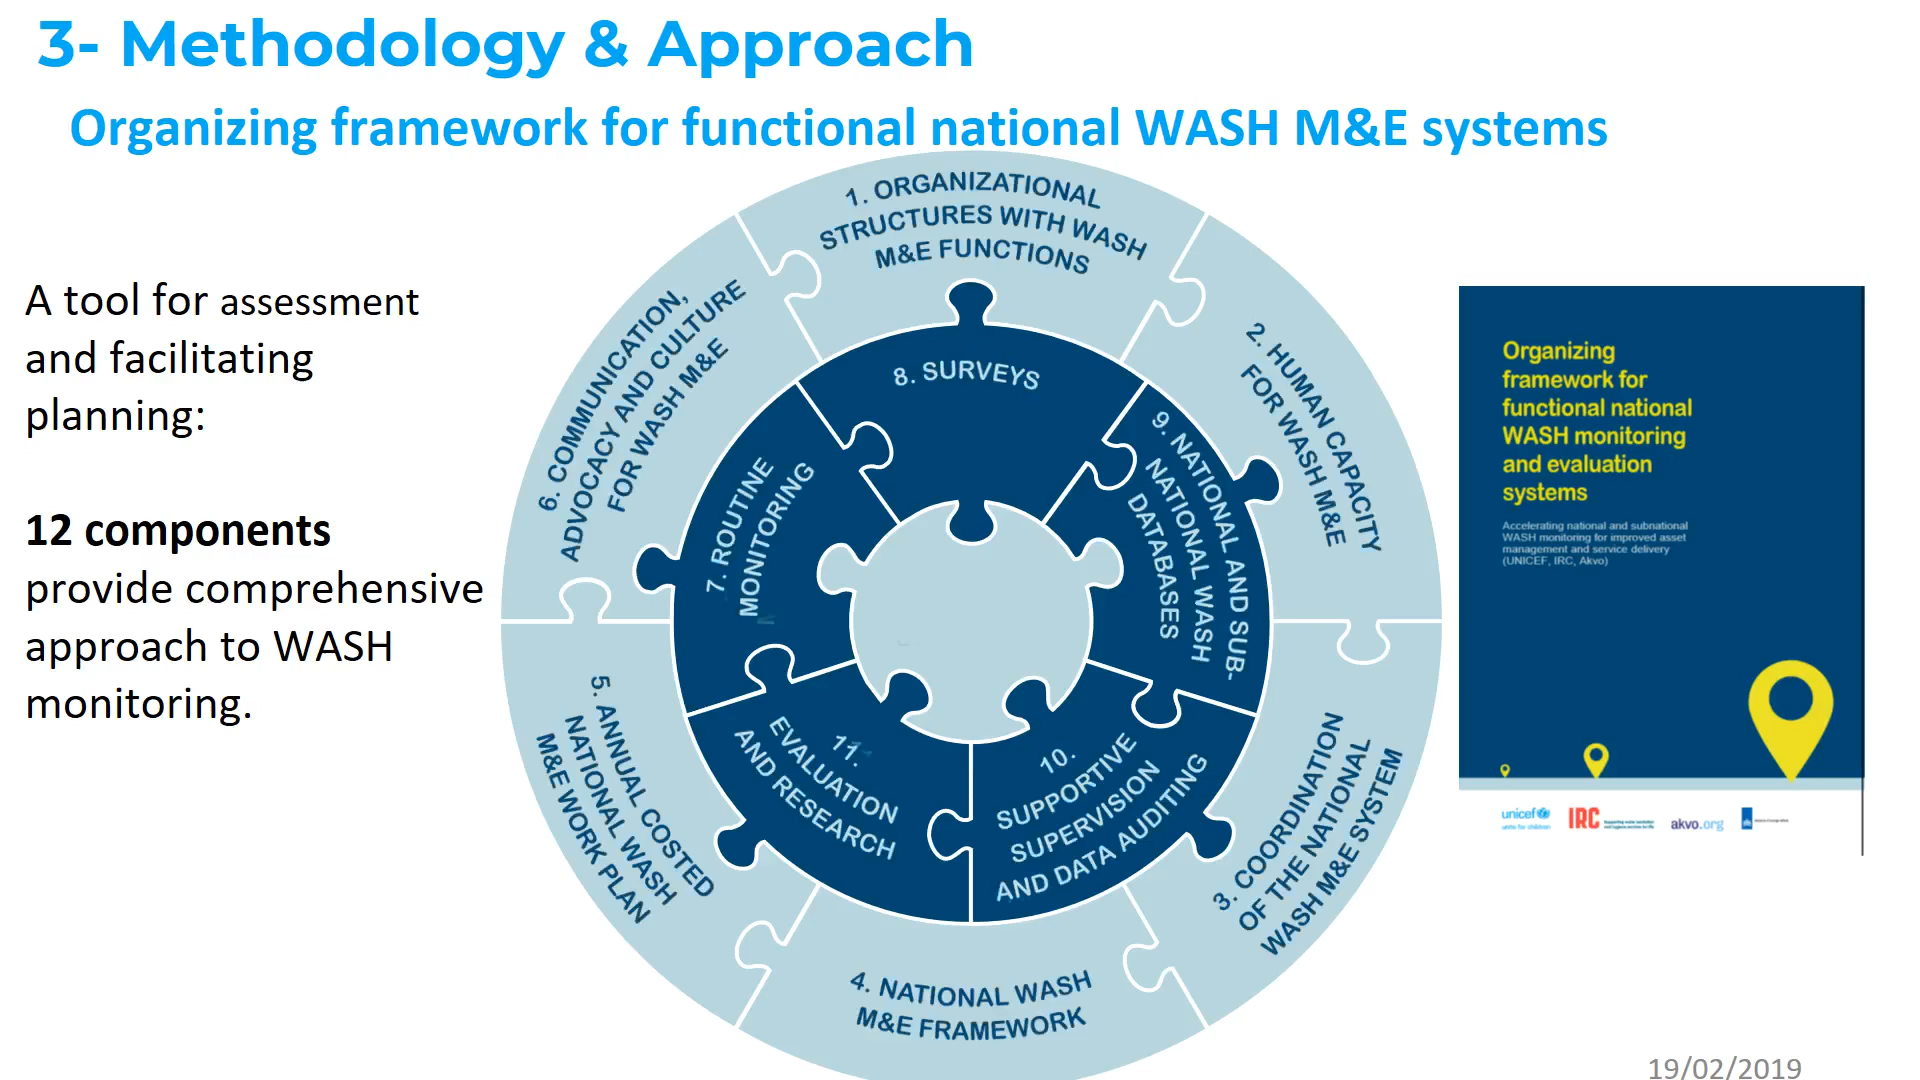 3- Methodology & Approach
Organizing framework for functional national WASH M&E systems
A tool for assessment
and facilitating
planning:
12 components
provide comprehensive
approach to WASH
monitoring.
1. ORGANIZATIONAL
STRUCTURES WITH WASH
M&E FUNCTIONS
2. HUMAN CAPACITY
FOR WASH M&E
3. COORDINATION
OF THE NATIONAL
WASH M&E SYSTEM
4. NATIONAL WASH
M&E FRAMEWORK
5. ANNUAL COSTED
NATIONAL WASH
M&E WORK PLAN
6. COMMUNICATION,
ADVOCACY AND CULTURE
FOR WASH M&E
7. ROUTINE
MONITORING
8. SURVEYS
9. NATIONAL AND SUB-
NATIONAL WASH
DATABASES
10.
SUPPORTIVE
SUPERVISION
AND DATA AUDITING
11.
EVALUATION
AND RESEARCH
Organizing
framework for
functional national
WASH monitoring
and evaluation
systems
Accelerating national and subnational
WASH monitoring for improved asset
management and service delivery
(UNICEF, IRC, Akvo)
unicef
unite for children
IRC
akvo.org
19/02/2019